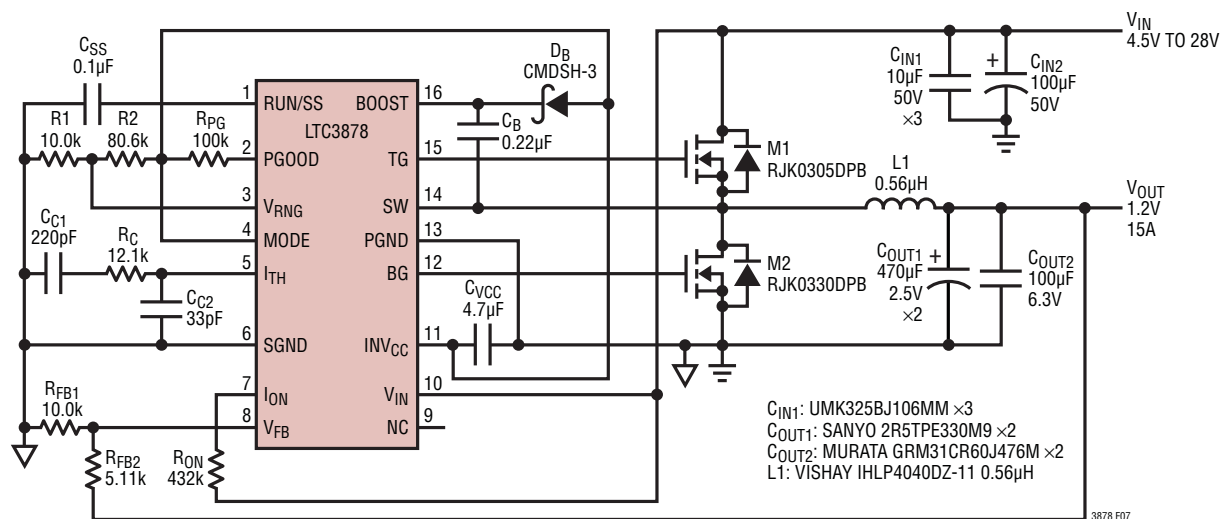 CSS
0.1µF
R1
10.0k
R2
80.6k
RPG
100k
CC1
220pF
RC
12.1k
CC2
33pF
RFB1
10.0k
RFB2
5.11k
RON
432k
LTC3878
1 RUN/SS
2 PGOOD
3 VRNG
4 MODE
5 ITH
6 SGND
7 ION
8 VFB
BOOST 16
TG 15
SW 14
PGND 13
BG 12
INVCC 11
VIN 10
NC 9
DB
CMDSH-3
CB
0.22µF
CVCC
4.7µF
M1
RJK0305DPB
M2
RJK0330DPB
L1
0.56µH
VIN
4.5V TO 28V
CIN1
10µF
50V
×3
+
CIN2
100µF
50V
VOUT
1.2V
15A
COUT1
470µF
2.5V
×2
+
COUT2
100µF
6.3V
CIN1: UMK325BJ106MM ×3
COUT1: SANYO 2R5TPE330M9 ×2
COUT2: MURATA GRM31CR60J476M ×2
L1: VISHAY IHLP4040DZ-11 0.56µH
3878 F07